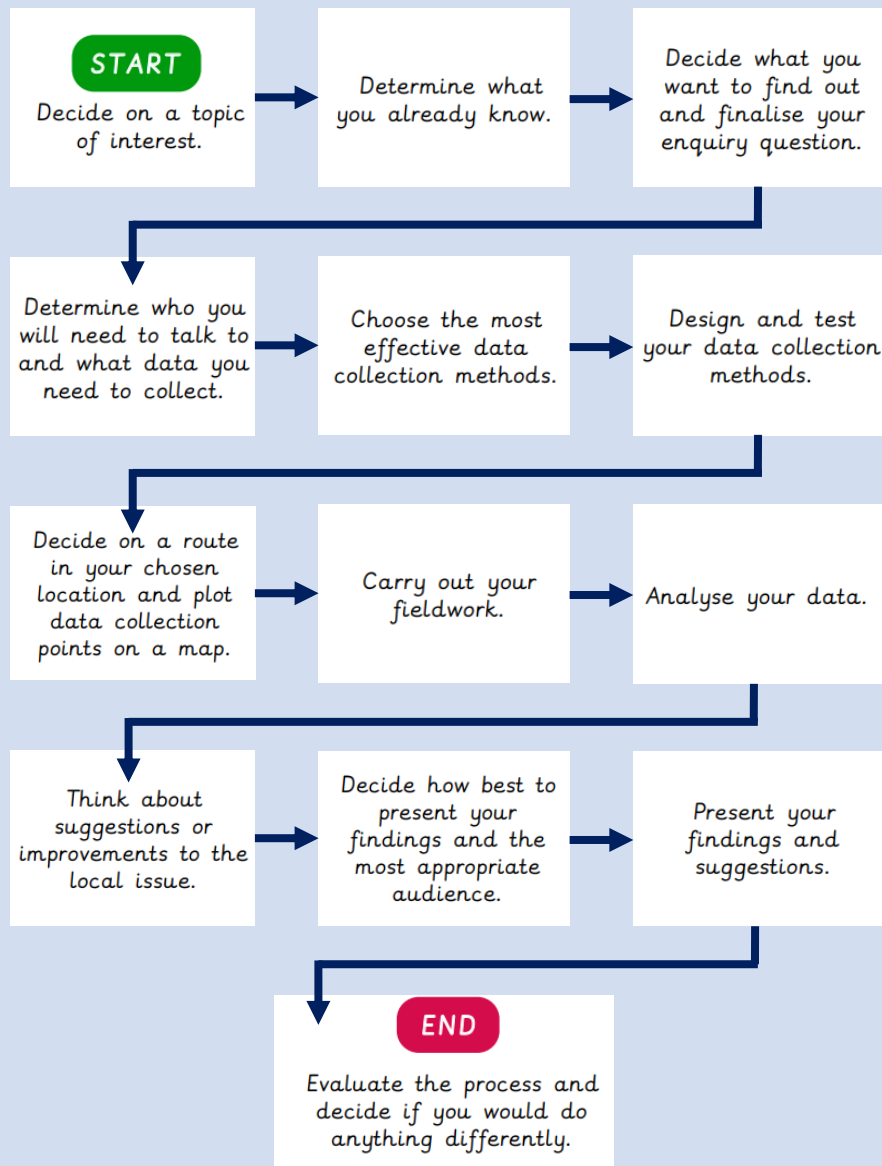 START
Decide on a topic
of interest.
Determine what
you already know.
Decide what you
want to find out
and finalise your
enquiry question.
Determine who you
will need to talk to
and what data you
need to collect.
Choose the most
effective data
collection methods.
Design and test
your data collection
methods.
Decide on a route
in your chosen
location and plot
data collection
points on a map.
Carry out your
fieldwork.
Analyse your data.
Think about
suggestions or
improvements to the
local issue.
Decide how best to
present your
findings and the
most appropriate
audience.
Present your
findings and
suggestions.
END
Evaluate the process and
decide if you would do
anything differently.